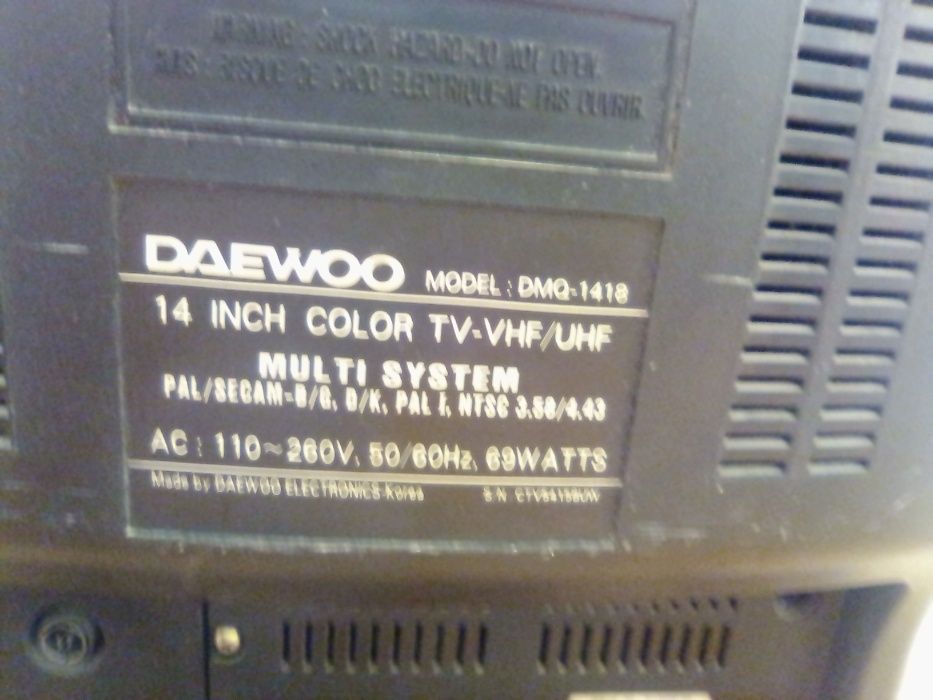 WARNING : SHOCK HAZARD-DO NOT OPEN.
AVIS : RISQUE DE CHOC ELECTRIQUE-NE PAS OUVRIR.
DAEWOO MODEL : DMQ-1418
14 INCH COLOR TV-VHF/UHF
MULTI SYSTEM
PAL/SECAM-B/G, D/K, PAL I, NTSC 3.58/4.43
AC : 110~260V, 50/60Hz, 69WATTS
Made by DAEWOO ELECTRONICS Korea S.N.